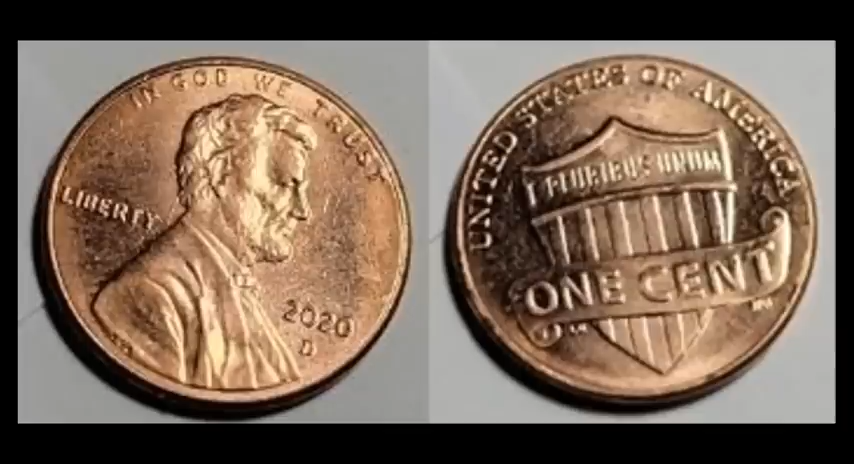 IN GOD WE TRUST
LIBERTY
2020
D
UNITED STATES OF AMERICA
E PLURIBUS UNUM
ONE CENT